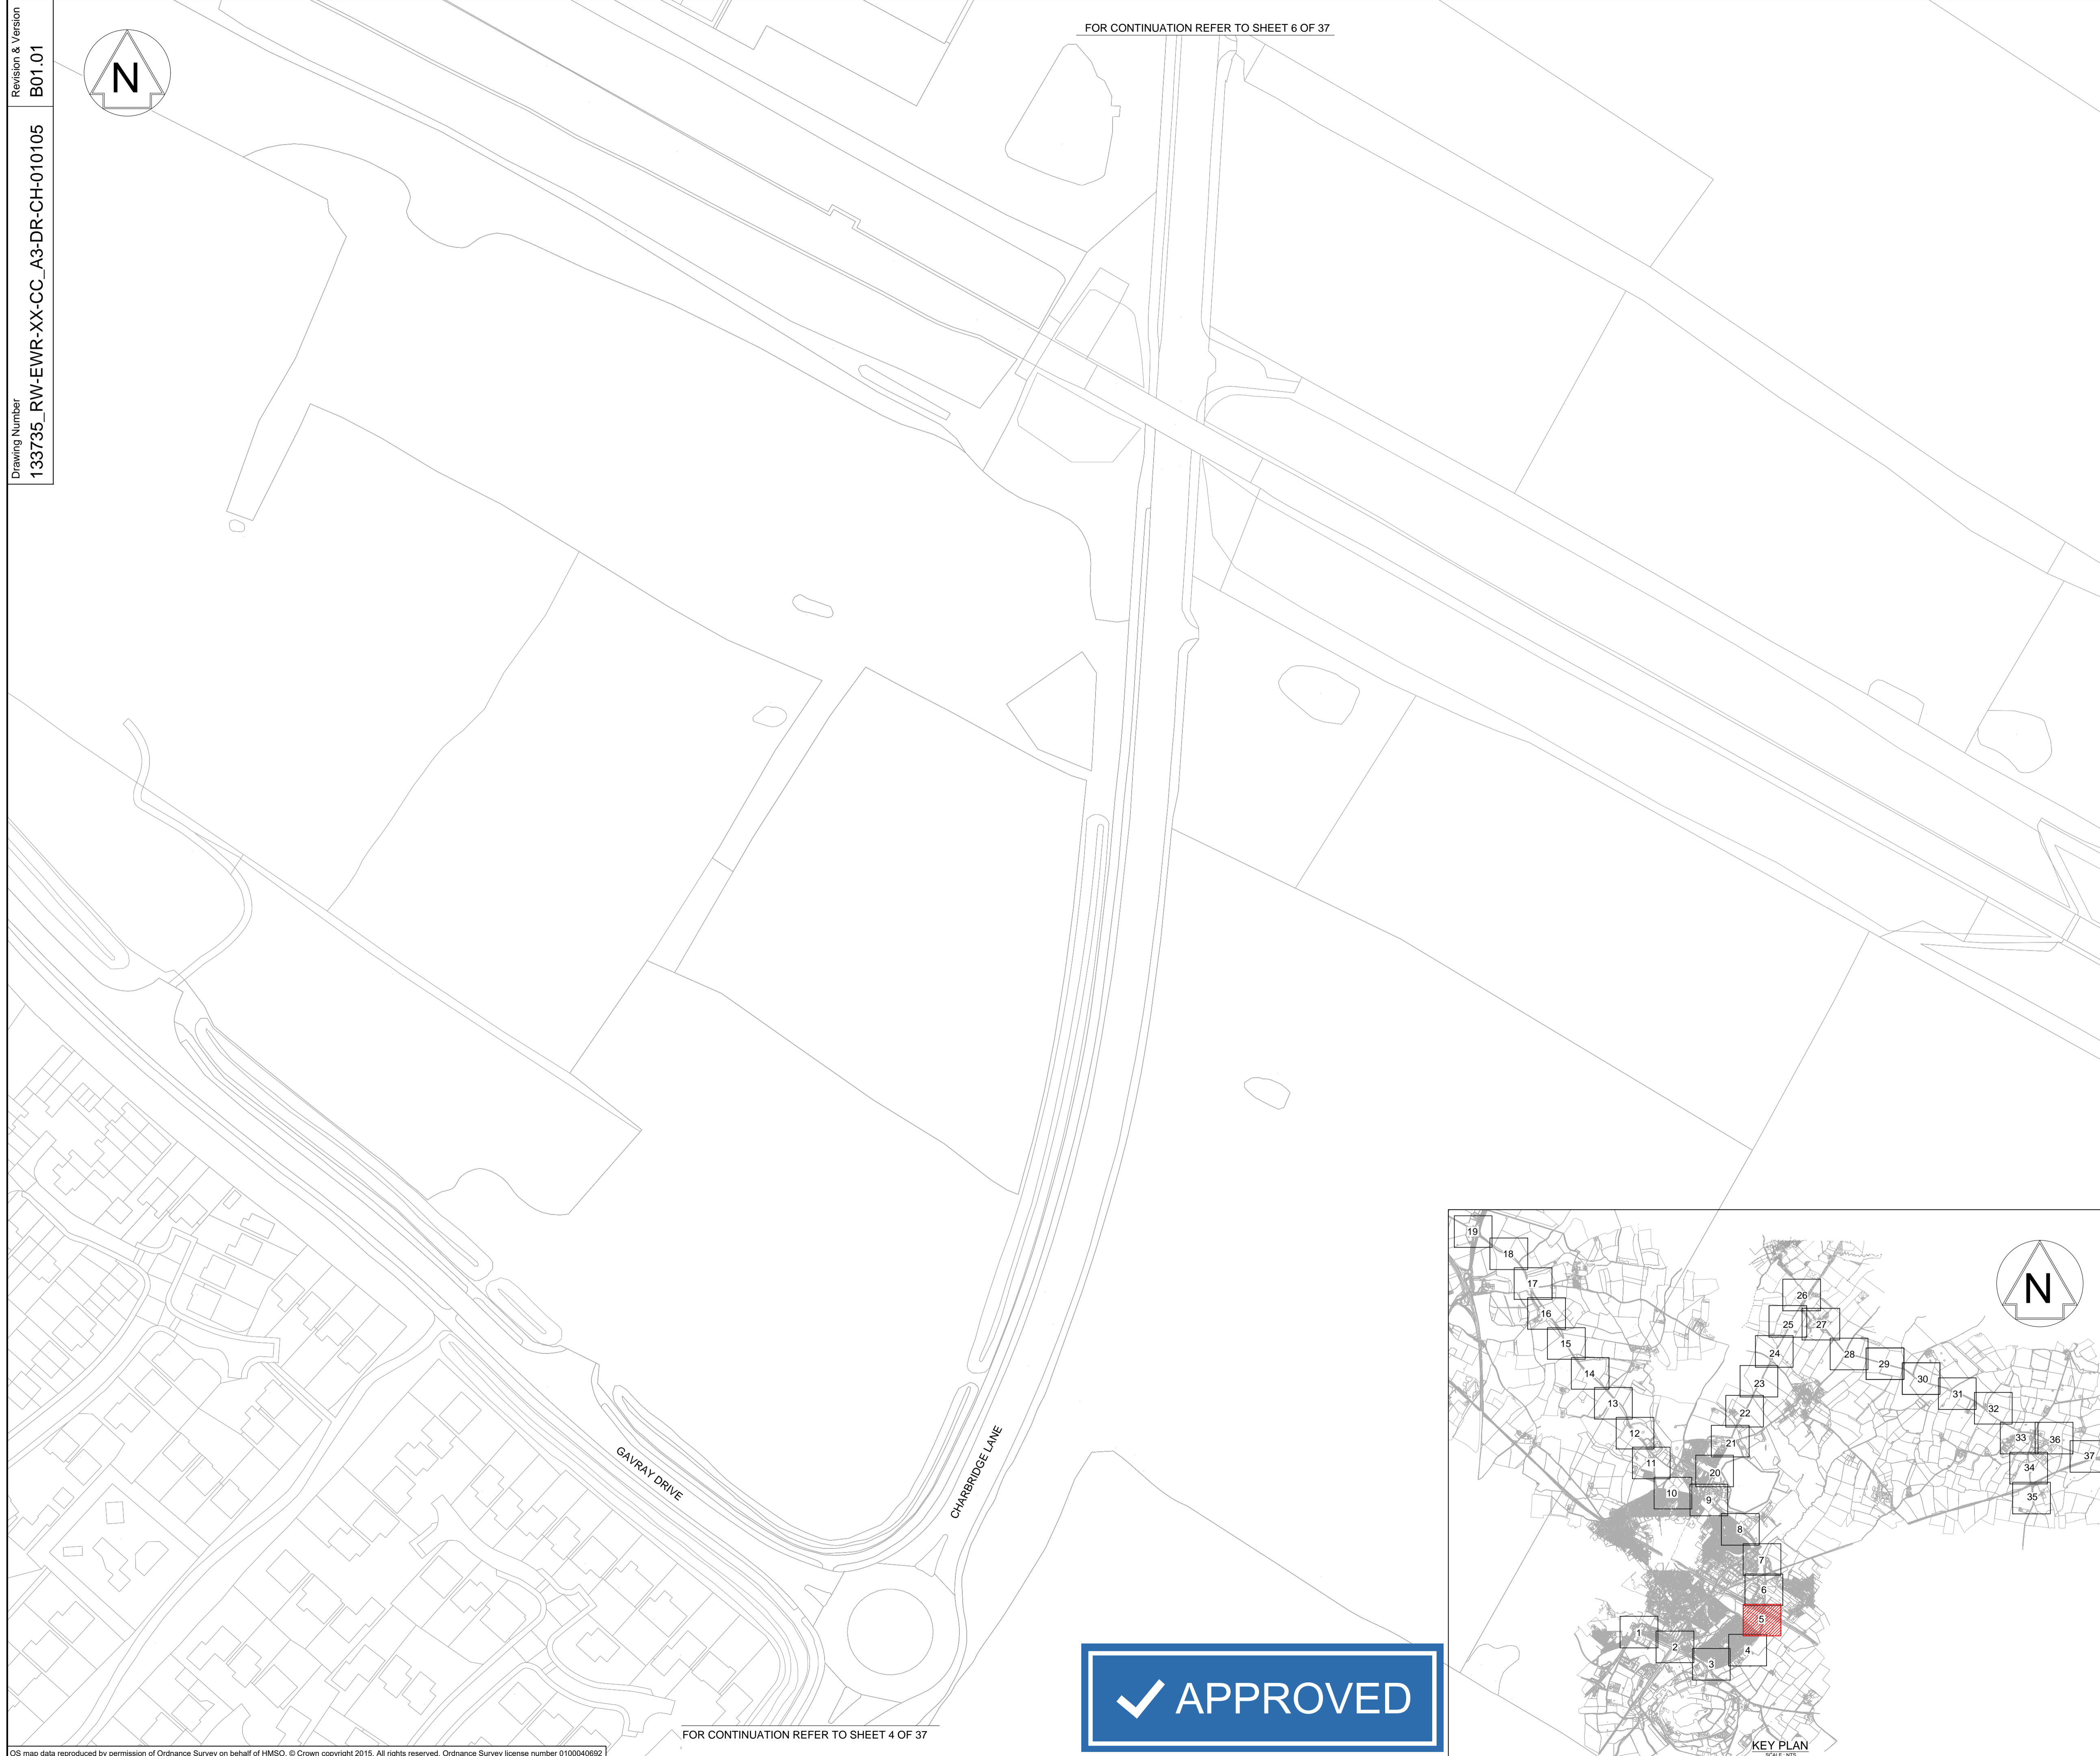 FOR CONTINUATION REFER TO SHEET 6 OF 37
Revision & Version
B01.01
Drawing Number
133735_RW-EWR-XX-CC_A3-DR-CH-010105
N
GAVRAY DRIVE
CHARBRIDGE LANE
19
18
17
16
15
14
13
12
11
10
9
8
7
6
5
4
3
2
1
20
21
22
23
24
25
26
27
28
29
30
31
32
33
36
37
34
35
N
KEY PLAN
SCALE : NTS
✓ APPROVED
FOR CONTINUATION REFER TO SHEET 4 OF 37
OS map data reproduced by permission of Ordnance Survey on behalf of HMSO. © Crown copyright 2015. All rights reserved. Ordnance Survey license number 0100040692